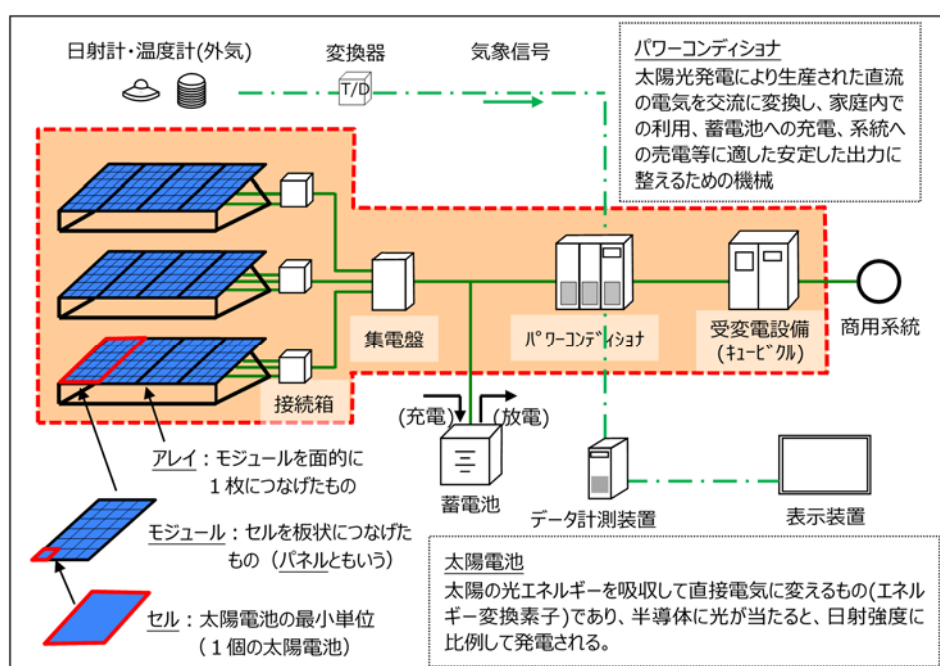 日射計・温度計(外気)
変換器
気象信号
T/D
パワーコンディショナ
太陽光発電により生産された直流
の電気を交流に変換し、家庭内で
の利用、蓄電池への充電、系統へ
の売電等に適した安定した出力に
整えるための機械
集電盤
ﾊﾟﾜｰｺﾝﾃﾞｨｼｮﾅ
受変電設備
(ｷｭｰﾋﾞｸﾙ)
商用系統
接続箱
(充電)
(放電)
蓄電池
データ計測装置
表示装置
アレイ：モジュールを面的に
１枚につなげたもの
モジュール：セルを板状につなげた
もの（パネルともいう）
セル：太陽電池の最小単位
（１個の太陽電池）
太陽電池
太陽の光エネルギーを吸収して直接電気に変えるもの(エネル
ギー変換素子)であり、半導体に光が当たると、日射強度に
比例して発電される。